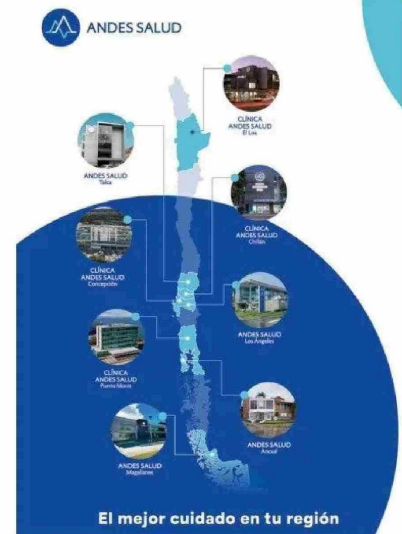 ANDES SALUD
CLÍNICA
ANDES SALUD
El Loa
ANDES SALUD
Talca
CLÍNICA
ANDES SALUD
Chillán
CLÍNICA
ANDES SALUD
Concepción
ANDES SALUD
Los Ángeles
CLÍNICA
ANDES SALUD
Puerto Montt
ANDES SALUD
Ancud
ANDES SALUD
Magallanes
El mejor cuidado en tu región